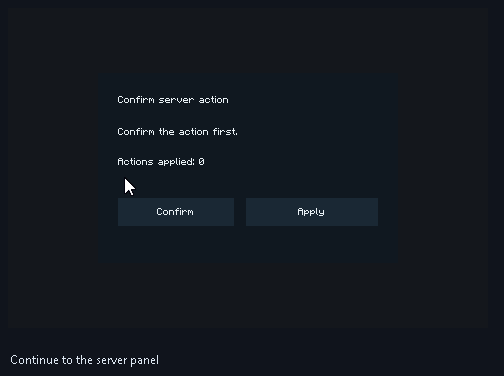 Confirm server action
Confirm the action first.
Actions applied: 0
Confirm
Apply
Continue to the server panel